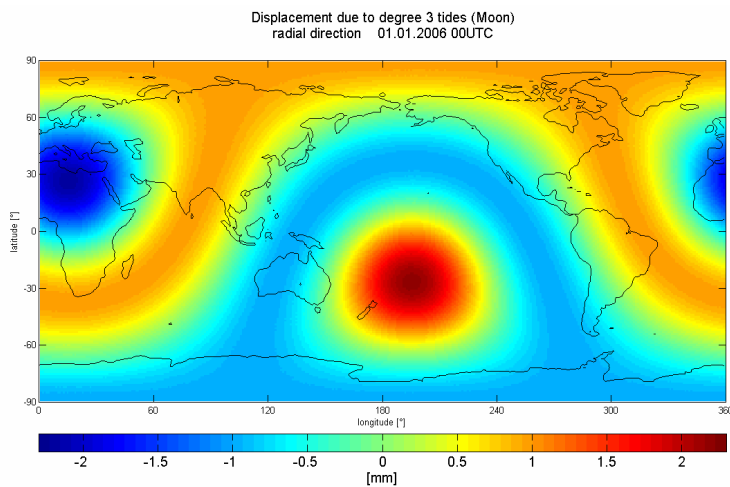 Displacement due to degree 3 tides (Moon)
radial direction 01.01.2006 00UTC
90
60
30
0
-30
-60
-90
latitude [°]
0 60 120 180 240 300 360
longitude [°]
-2 -1.5 -1 -0.5 0 0.5 1 1.5 2
[mm]